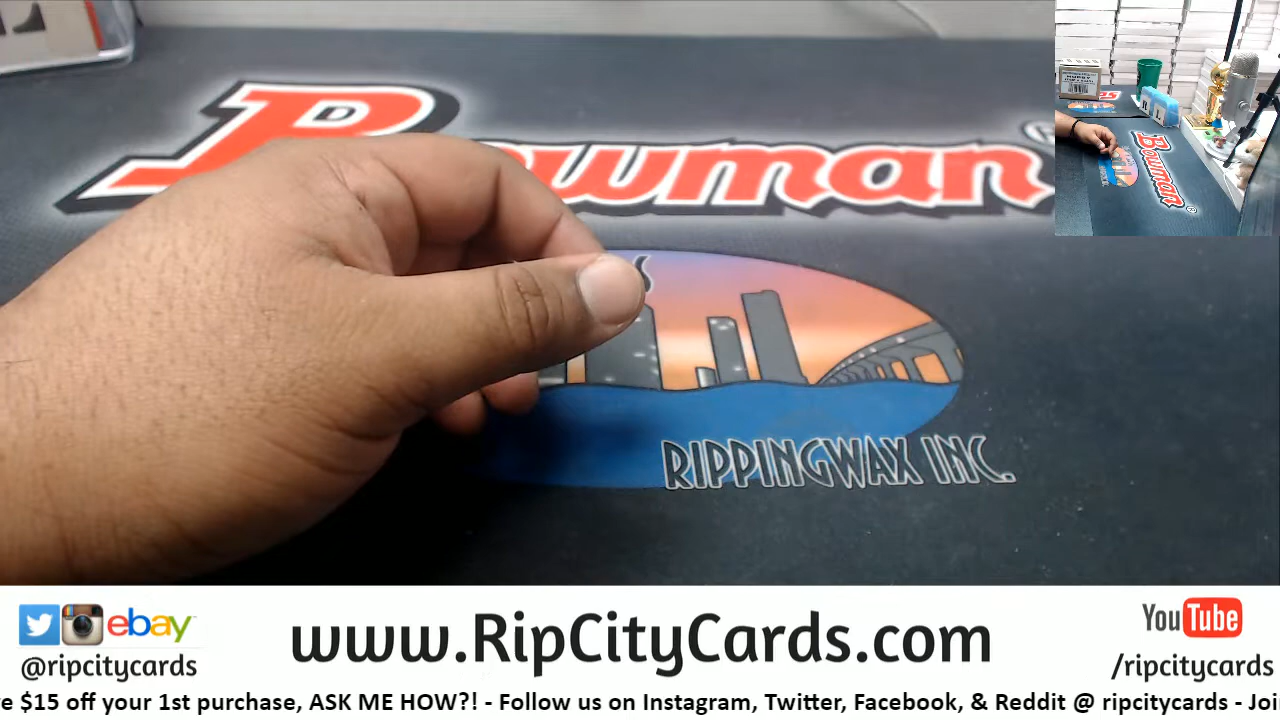 Bowman
RIPPINGWAX INC.
Bowman
ebay
@ripcitycards
www.RipCityCards.com
YouTube
/ripcitycards
$15 off your 1st purchase, ASK ME HOW?! - Follow us on Instagram, Twitter, Facebook, & Reddit @ ripcitycards -